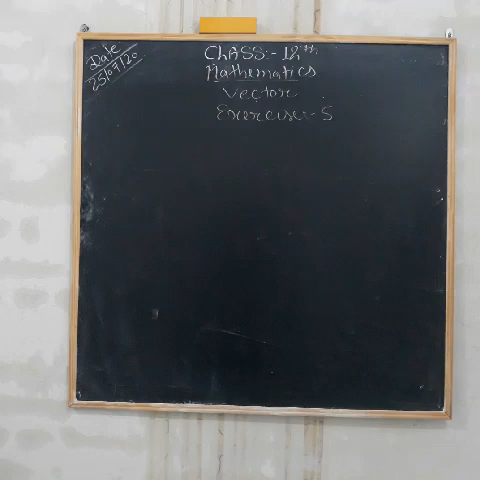 Date
25/07/20
CLASS:- 12th
Mathematics
Vector
Exercise-5